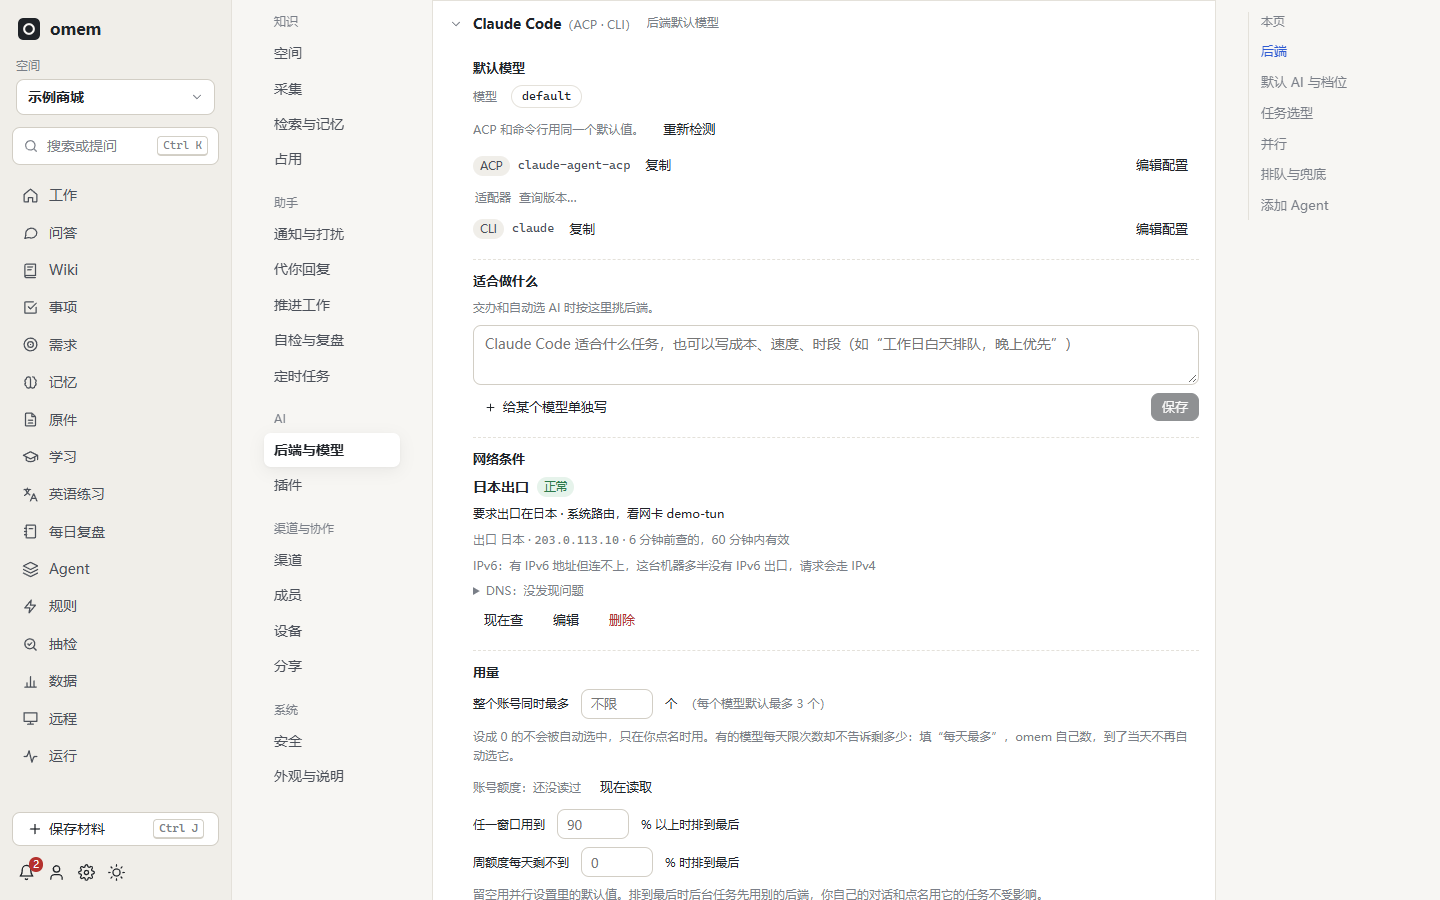 omem
空间
示例商城
搜索或提问 Ctrl K
工作
问答
Wiki
事项
需求
记忆
原件
学习
英语练习
每日复盘
Agent
规则
抽检
数据
远程
运行
保存材料 Ctrl J
2
知识
空间
采集
检索与记忆
占用
助手
通知与打扰
代你回复
推进工作
自检与复盘
定时任务
AI
后端与模型
插件
渠道与协作
渠道
成员
设备
分享
系统
安全
外观与说明
Claude Code (ACP · CLI) 后端默认模型
默认模型
模型 default
ACP 和命令行用同一个默认值。 重新检测
ACP claude-agent-acp 复制 编辑配置
适配器 查询版本…
CLI claude 复制 编辑配置
适合做什么
交办和自动选 AI 时按这里挑后端。
Claude Code 适合什么任务，也可以写成本、速度、时段（如“工作日白天排队，晚上优先”）
+ 给某个模型单独写 保存
网络条件
日本出口 正常
要求出口在日本 · 系统路由，看网卡 demo-tun
出口 日本 · 203.0.113.10 · 6 分钟前查的，60 分钟内有效
IPv6：有 IPv6 地址但连不上，这台机器多半没有 IPv6 出口，请求会走 IPv4
DNS：没发现问题
现在查 编辑 删除
用量
整个账号同时最多 不限 个 （每个模型默认最多 3 个）
设成 0 的不会被自动选中，只在你点名时用。有的模型每天限次数却不告诉剩多少：填“每天最多”，omem 自己数，到了当天不再自
动选它。
账号额度：还没读过 现在读取
任一窗口用到 90 % 以上时排到最后
周额度每天剩不到 0 % 时排到最后
留空用并行设置里的默认值。排到最后时后台任务先用别的后端，你自己的对话和点名用它的任务不受影响。
本页
后端
默认 AI 与档位
任务选型
并行
排队与兜底
添加 Agent